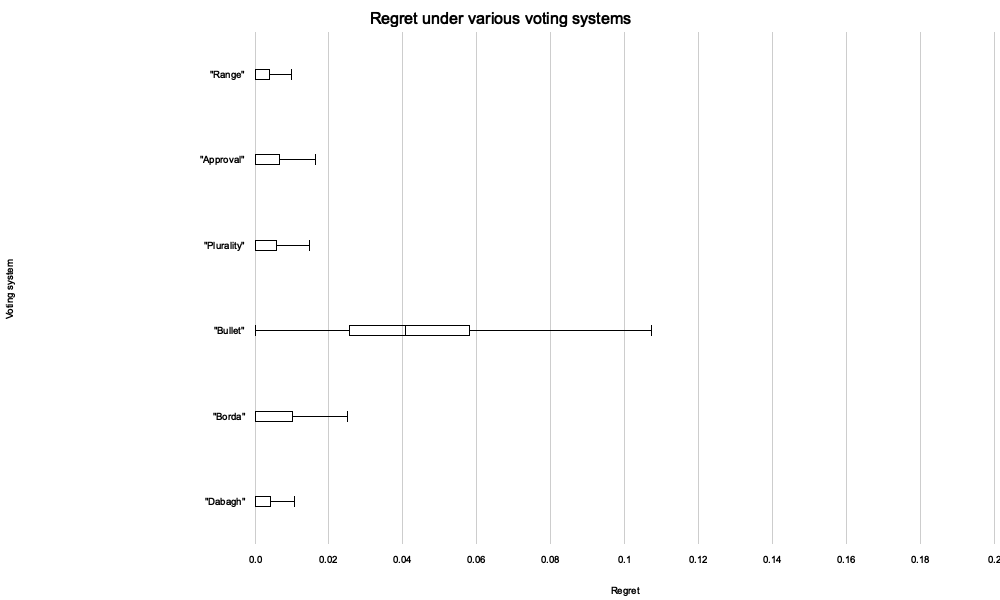 Regret under various voting systems
"Range"
"Approval"
"Plurality"
"Bullet"
"Borda"
"Dabagh"
Voting system
0.0 0.02 0.04 0.06 0.08 0.1 0.12 0.14 0.16 0.18 0.2
Regret